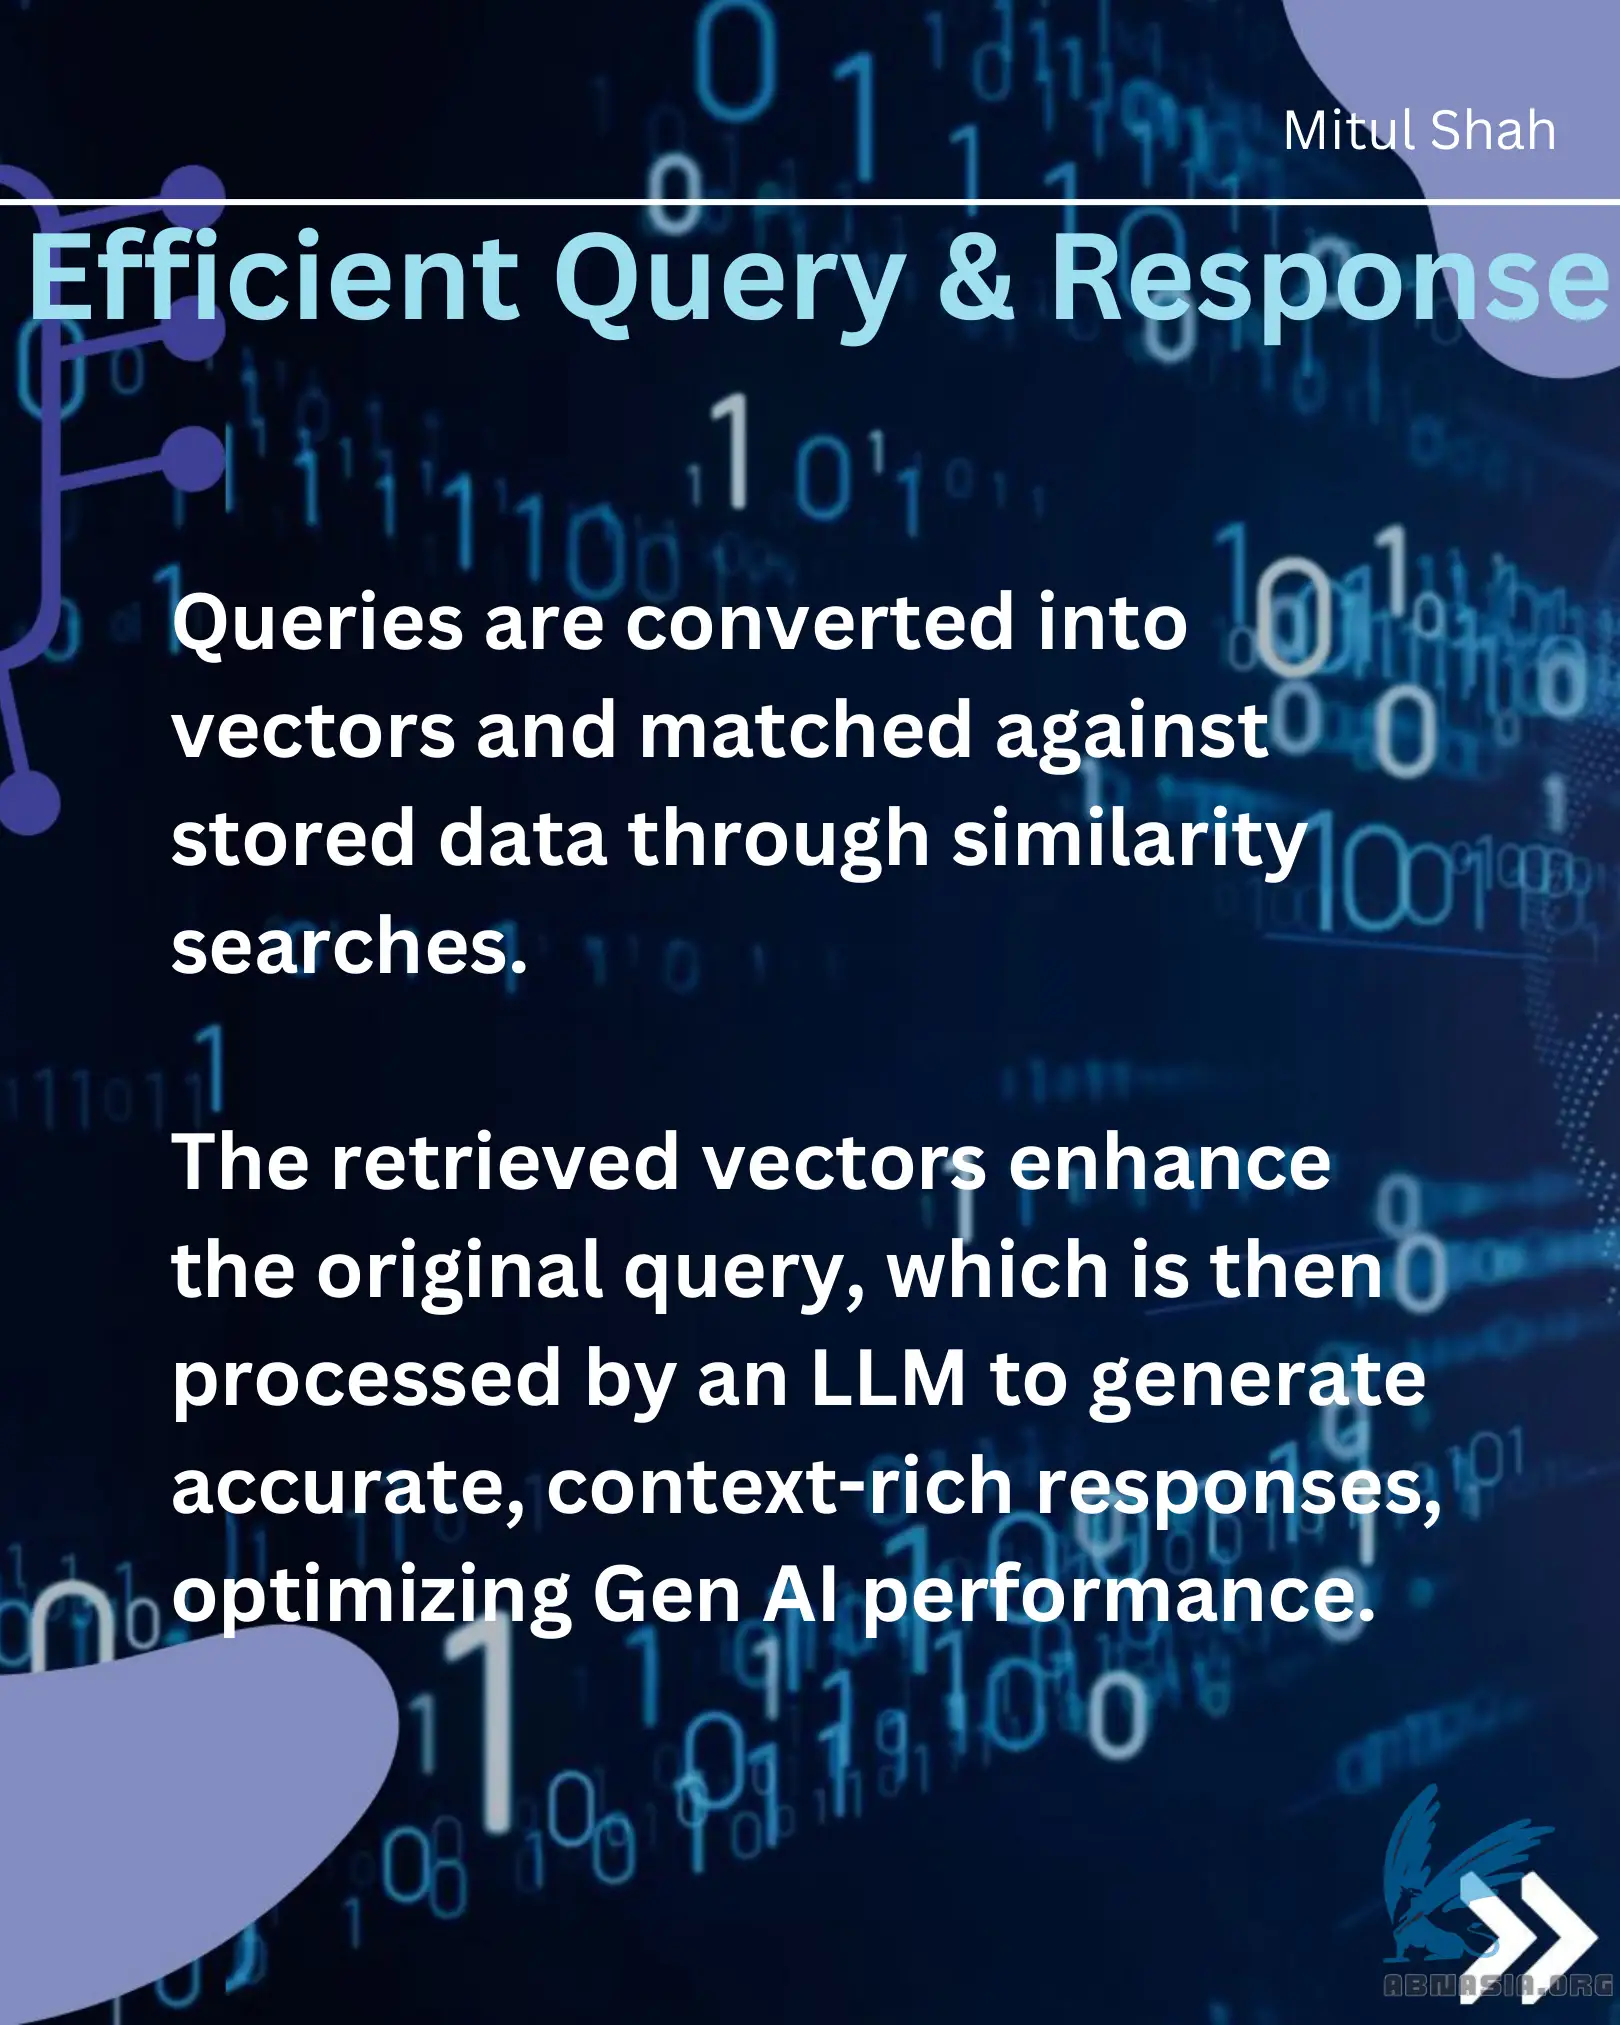 Mitul Shah
Efficient Query & Response
Queries are converted into
vectors and matched against
stored data through similarity
searches.
The retrieved vectors enhance
the original query, which is then
processed by an LLM to generate
accurate, context-rich responses,
optimizing Gen AI performance.
ABNASIA.ORG